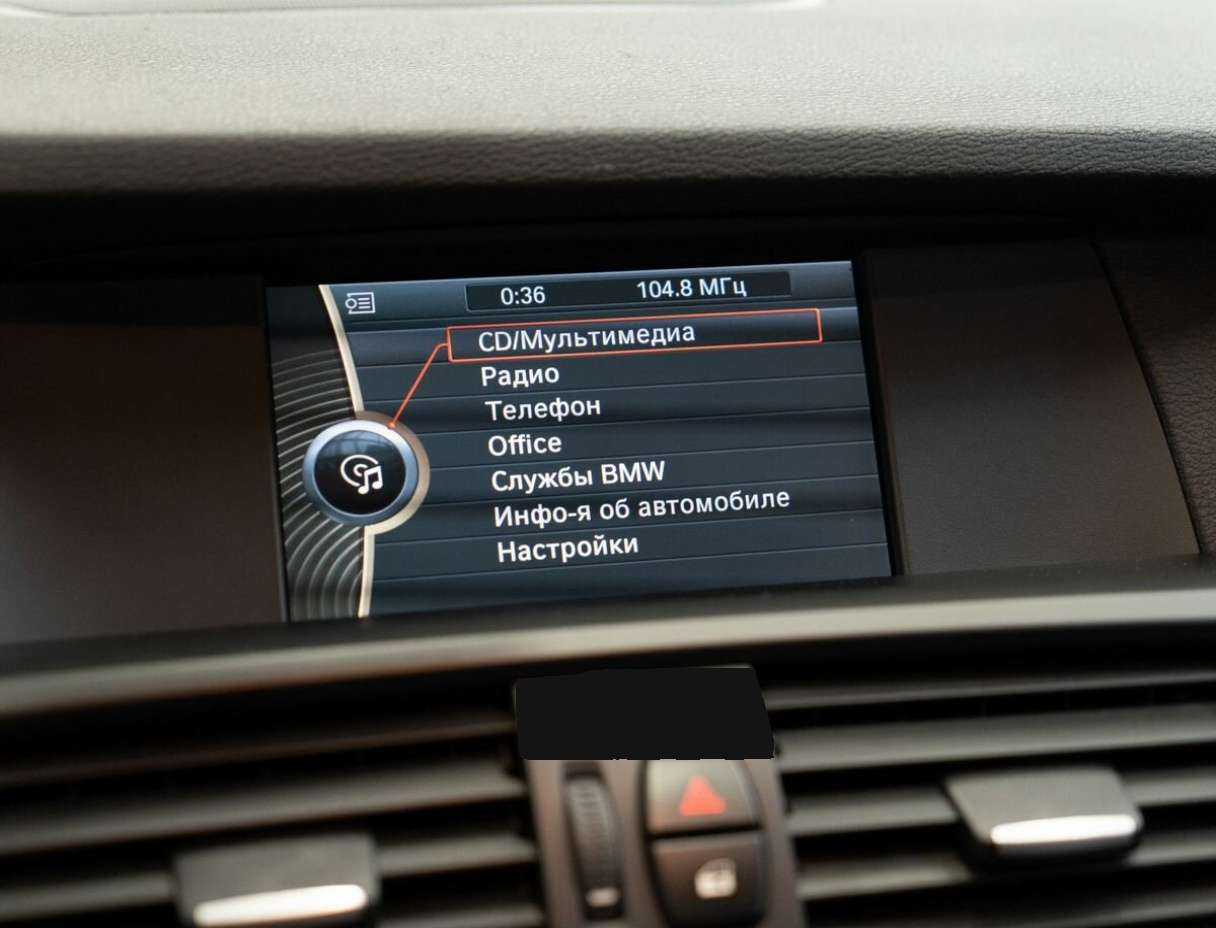 0:36 104.8 МГц
CD/Мультимедиа
Радио
Телефон
Office
Службы BMW
Инфо-я об автомобиле
Настройки